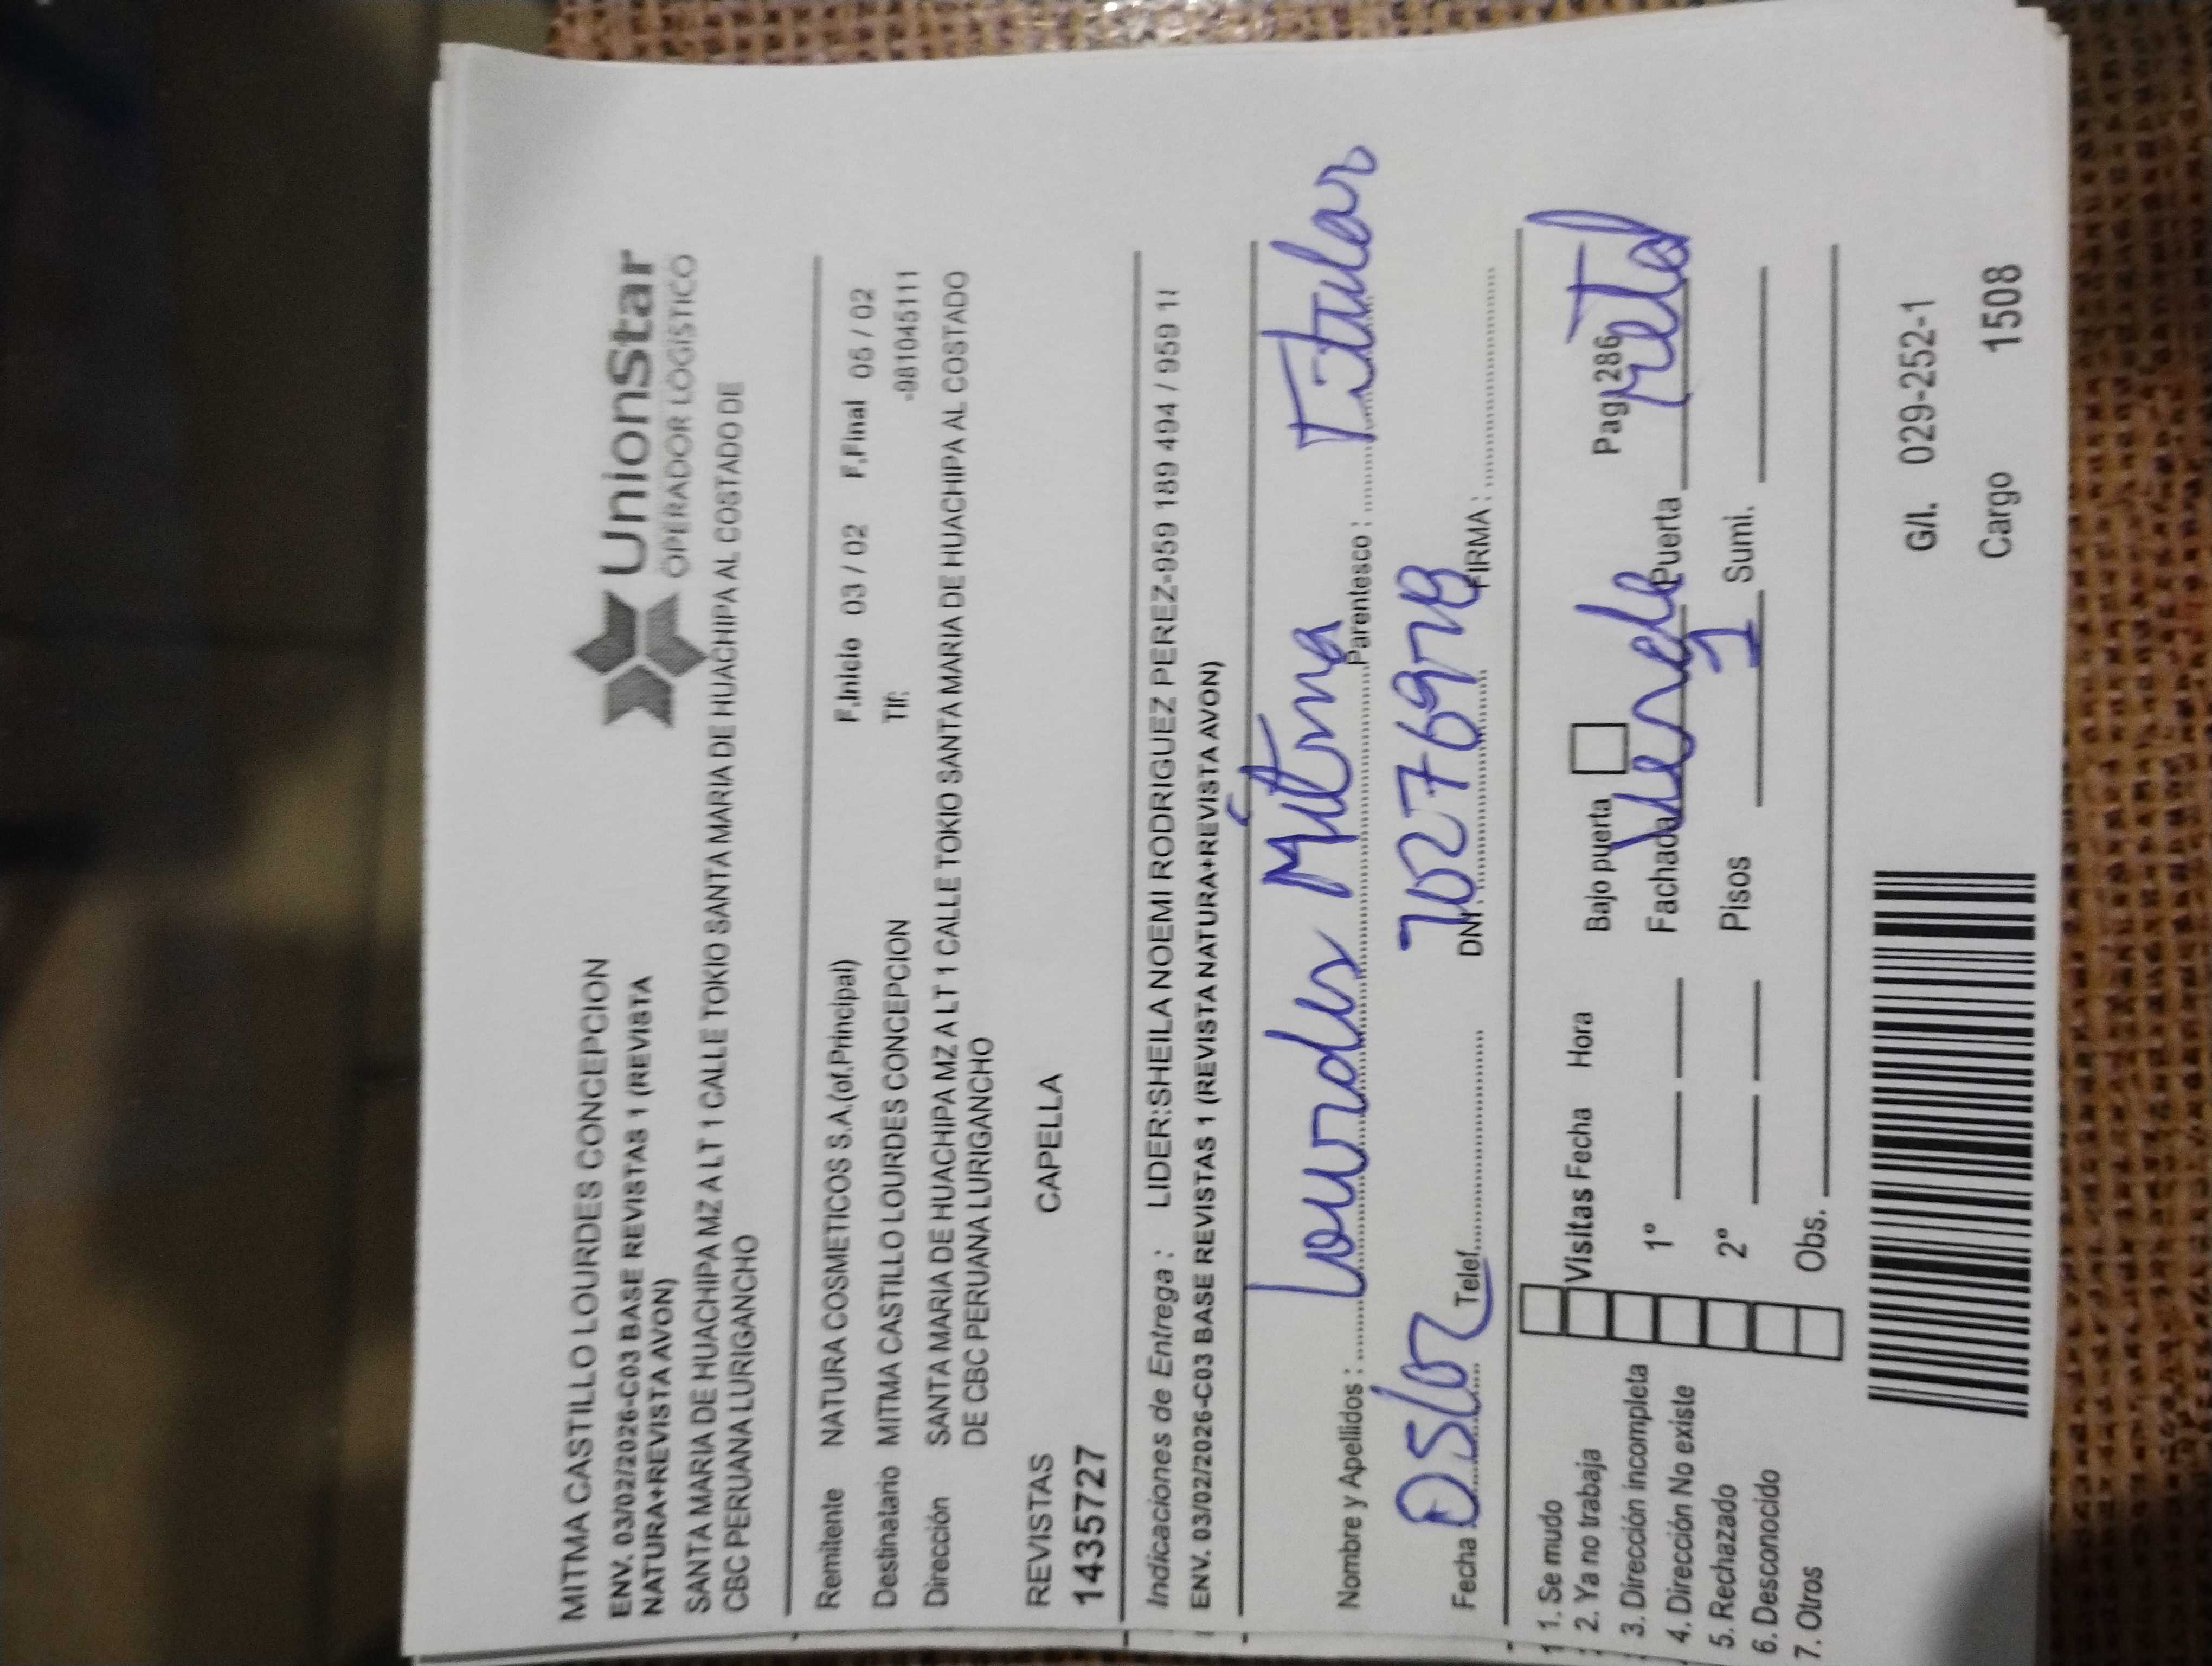 MITMA CASTILLO LOURDES CONCEPCION
ENV. 03/02/2026-C03 BASE REVISTAS 1 (REVISTA
NATURA+REVISTA AVON)
SANTA MARIA DE HUACHIPA MZ A LT 1 CALLE TOKIO SANTA MARIA DE HUACHIPA AL COSTADO DE
CBC PERUANA LURIGANCHO
UnionStar
OPERADOR LOGÍSTICO
Remitente NATURA COSMETICOS S.A.(of.Principal) F.Inicio 03 / 02 F.Final 05 / 02
Destinatario MITMA CASTILLO LOURDES CONCEPCION Tlf: -981045111
Dirección SANTA MARIA DE HUACHIPA MZ A LT 1 CALLE TOKIO SANTA MARIA DE HUACHIPA AL COSTADO
DE CBC PERUANA LURIGANCHO
REVISTAS CAPELLA
1435727
Indicaciones de Entrega : LIDER:SHEILA NOEMI RODRIGUEZ PEREZ-959 189 494 / 959 11
ENV. 03/02/2026-C03 BASE REVISTAS 1 (REVISTA NATURA+REVISTA AVON)
Nombre y Apellidos : Lourdes Mitma Parentesco : Titular
Fecha 05/02 Telef. DNI: FIRMA :
1. Se mudo
2. Ya no trabaja
3. Dirección incompleta
4. Dirección No existe
5. Rechazado
6. Desconocido
7. Otros
Visitas Fecha Hora Bajo puerta Pag 286
1º Fachada Puerta
2º Pisos 1 Sumi.
Obs.
G/I. 029-252-1
Cargo 1508